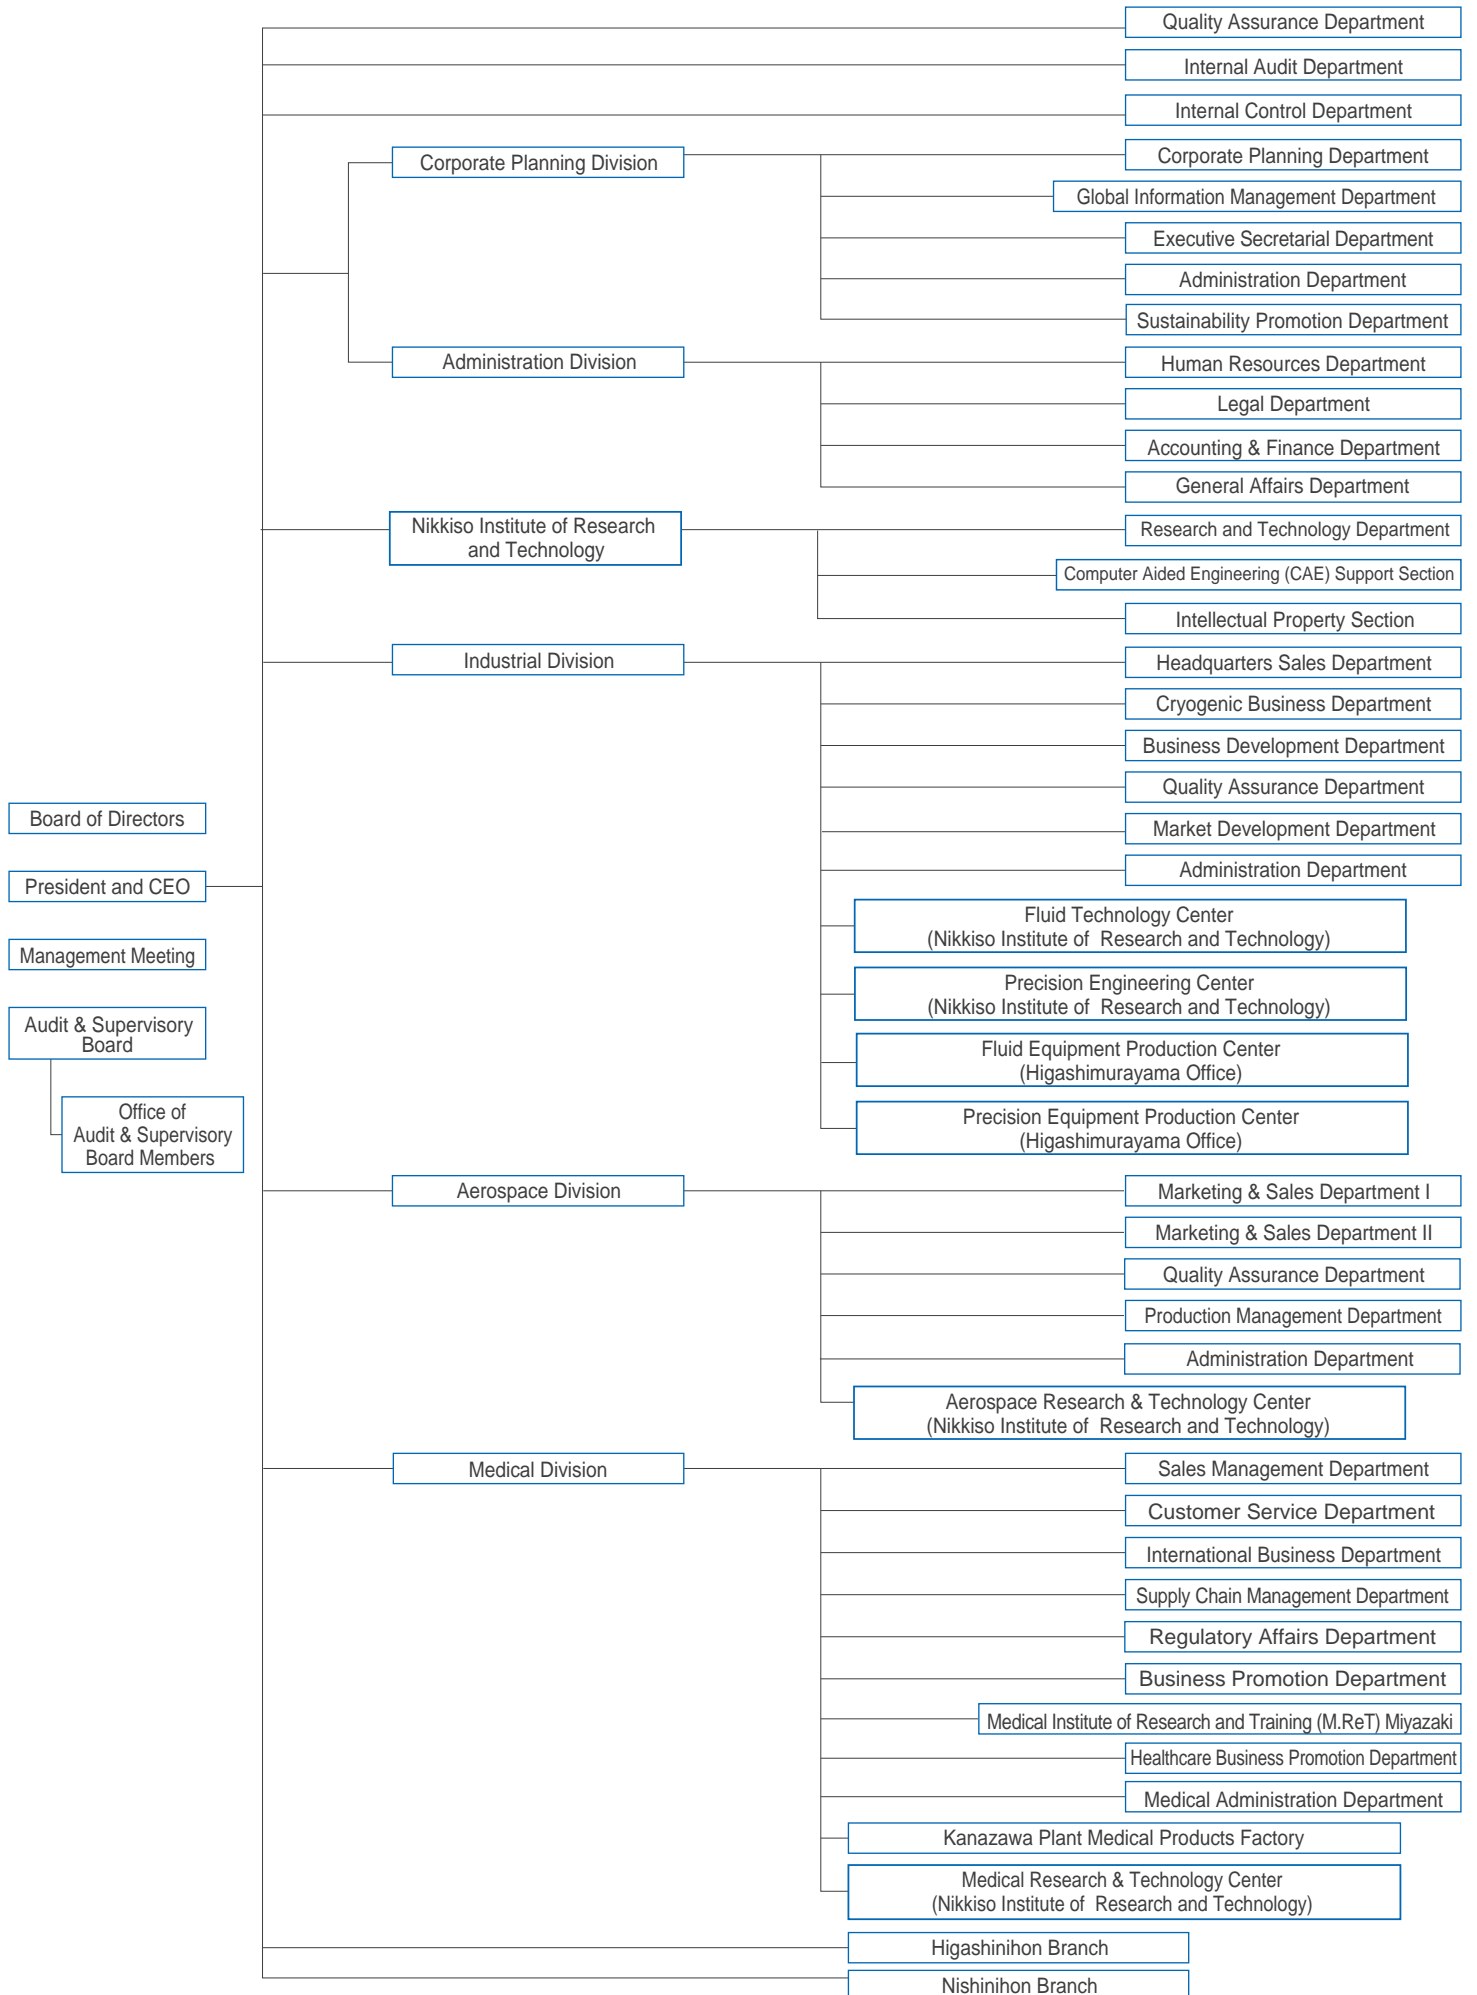 Quality Assurance Department
Internal Audit Department
Internal Control Department
Corporate Planning Division
Corporate Planning Department
Global Information Management Department
Executive Secretarial Department
Administration Department
Sustainability Promotion Department
Administration Division
Human Resources Department
Legal Department
Accounting & Finance Department
General Affairs Department
Nikkiso Institute of Research
and Technology
Research and Technology Department
Computer Aided Engineering (CAE) Support Section
Intellectual Property Section
Industrial Division
Headquarters Sales Department
Cryogenic Business Department
Business Development Department
Quality Assurance Department
Market Development Department
Administration Department
Fluid Technology Center
(Nikkiso Institute of Research and Technology)
Precision Engineering Center
(Nikkiso Institute of Research and Technology)
Fluid Equipment Production Center
(Higashimurayama Office)
Precision Equipment Production Center
(Higashimurayama Office)
Board of Directors
President and CEO
Management Meeting
Audit & Supervisory
Board
Office of
Audit & Supervisory
Board Members
Aerospace Division
Marketing & Sales Department I
Marketing & Sales Department II
Quality Assurance Department
Production Management Department
Administration Department
Aerospace Research & Technology Center
(Nikkiso Institute of Research and Technology)
Medical Division
Sales Management Department
Customer Service Department
International Business Department
Supply Chain Management Department
Regulatory Affairs Department
Business Promotion Department
Medical Institute of Research and Training (M.ReT) Miyazaki
Healthcare Business Promotion Department
Medical Administration Department
Kanazawa Plant Medical Products Factory
Medical Research & Technology Center
(Nikkiso Institute of Research and Technology)
Higashinihon Branch
Nishinihon Branch